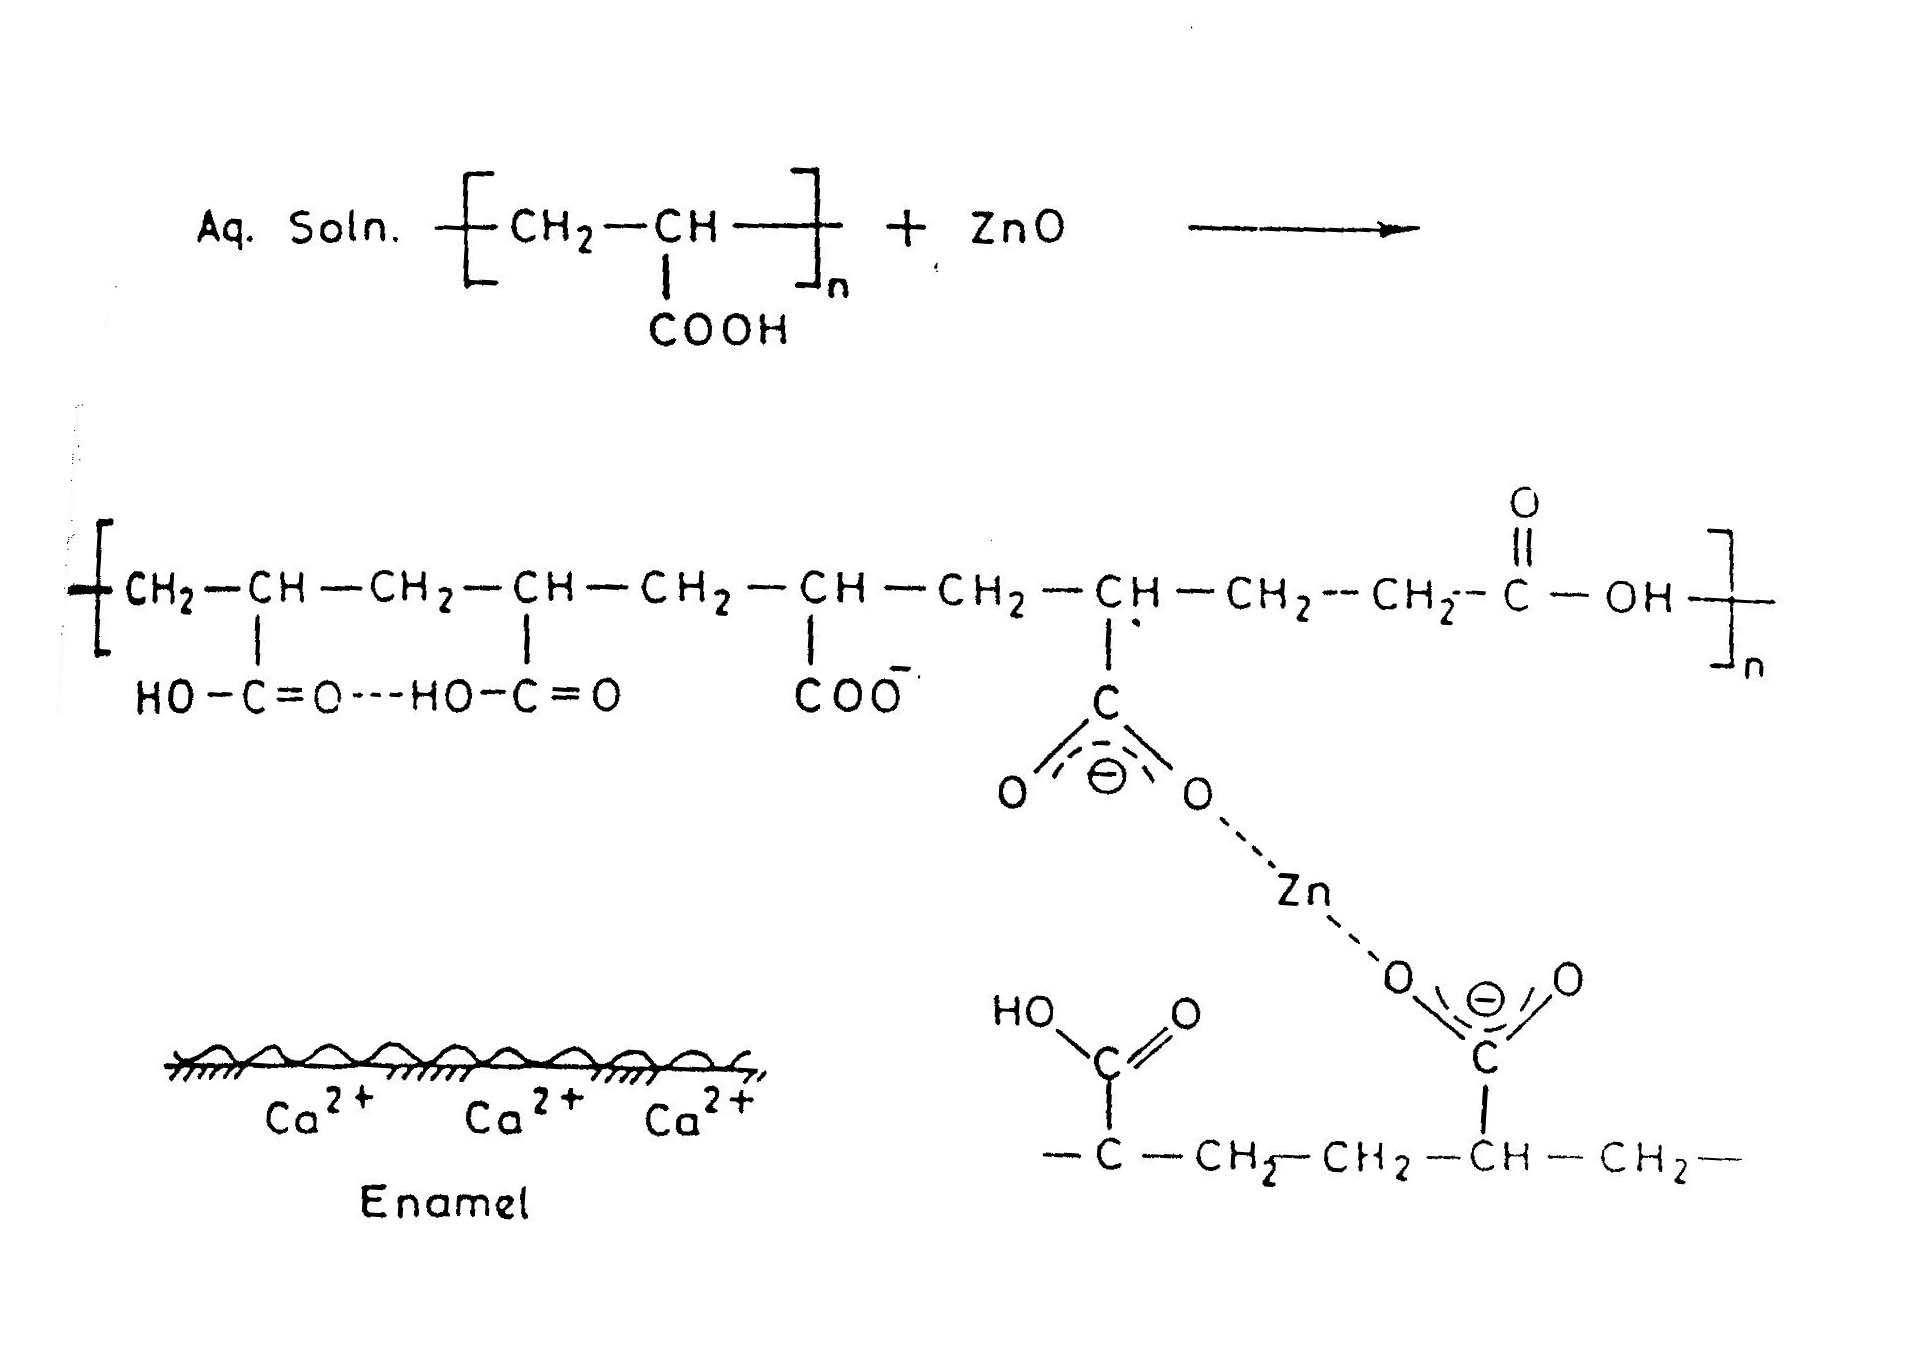 Aq. Soln. [CH₂—CH]n + ZnO →
COOH
O
[CH₂—CH—CH₂—CH—CH₂—CH—CH₂—CH—CH₂--CH₂--C—OH]n
HO—C=O---HO—C=O COO⁻ C
O ⊖ O
Zn
O ⊖ O
HO O
C C
Ca²⁺ Ca²⁺ Ca²⁺
—C—CH₂—CH₂—CH—CH₂—
Enamel